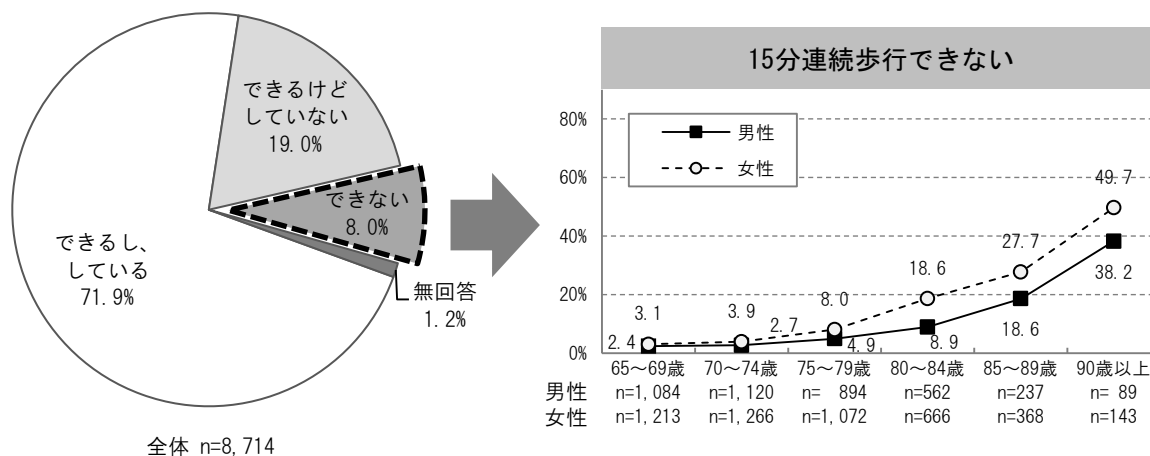 できるけど
していない
19.0%
できない
8.0%
できるし、
している
71.9%
無回答
1.2%
全体 n=8,714
15分連続歩行できない
80%
60%
40%
20%
0%
男性
女性
3.1
3.9
8.0
18.6
27.7
49.7
2.4
2.7
4.9
8.9
18.6
38.2
65～69歳 70～74歳 75～79歳 80～84歳 85～89歳 90歳以上
男性 n=1,084 n=1,120 n= 894 n=562 n=237 n= 89
女性 n=1,213 n=1,266 n=1,072 n=666 n=368 n=143